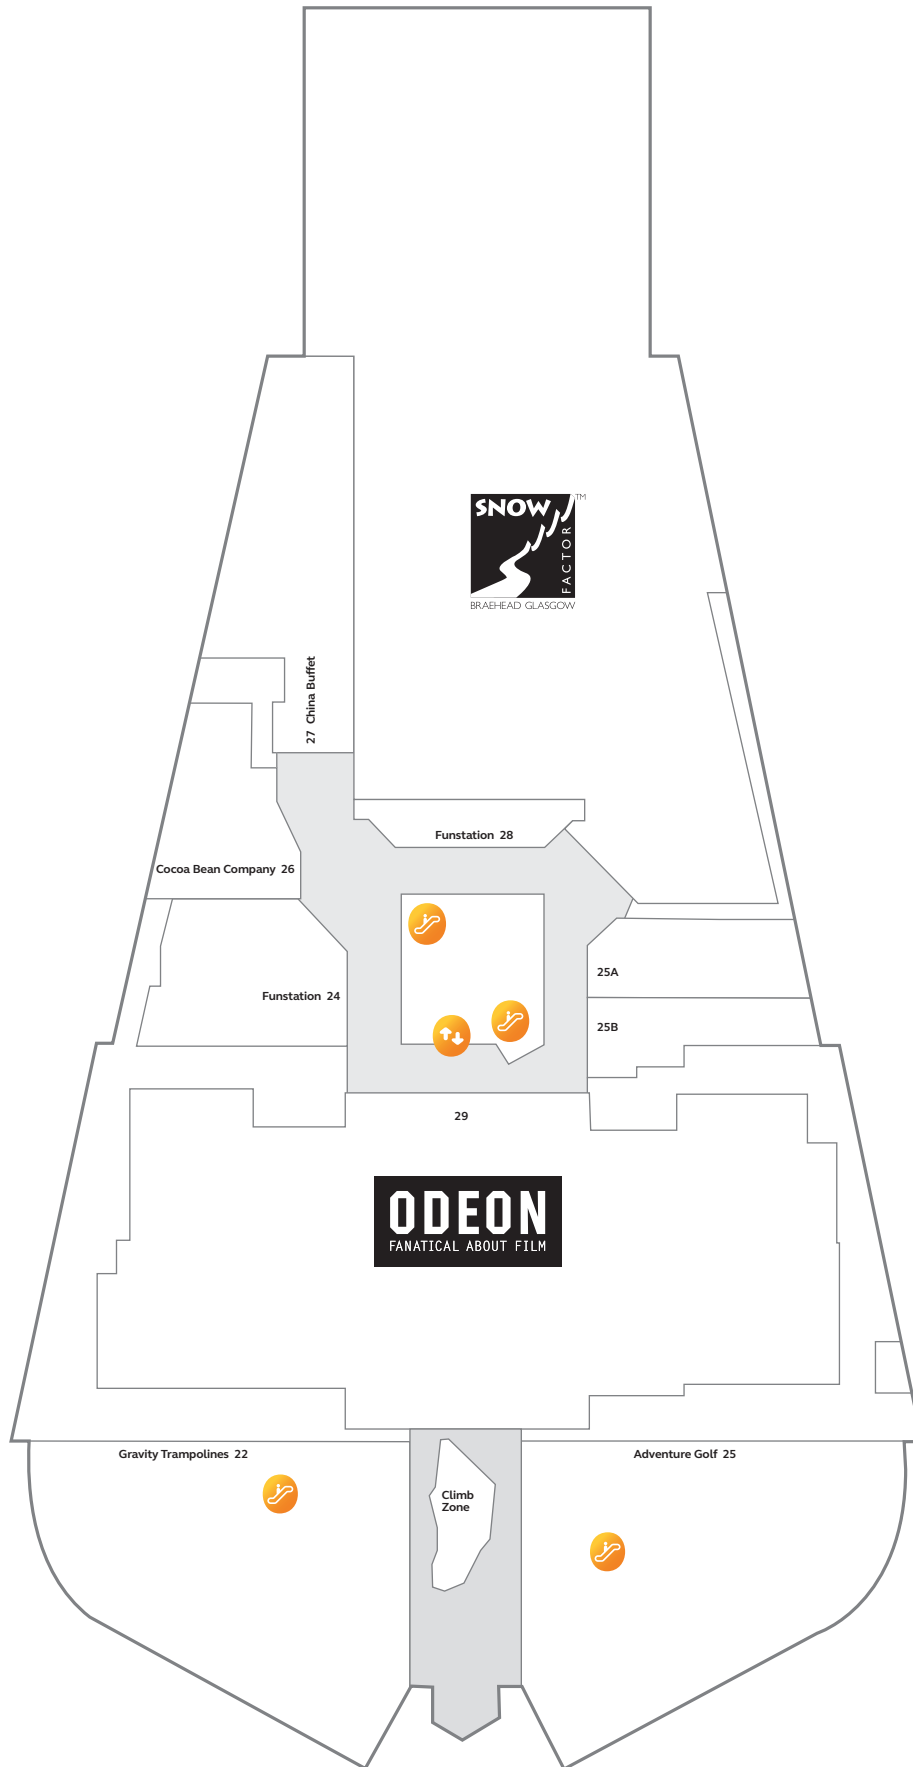 SNOW
TM
FACTOR
BRAEHEAD GLASGOW
27 China Buffet
Funstation 28
Cocoa Bean Company 26
25A
Funstation 24
25B
29
ODEON
FANATICAL ABOUT FILM
Gravity Trampolines 22
Adventure Golf 25
Climb
Zone